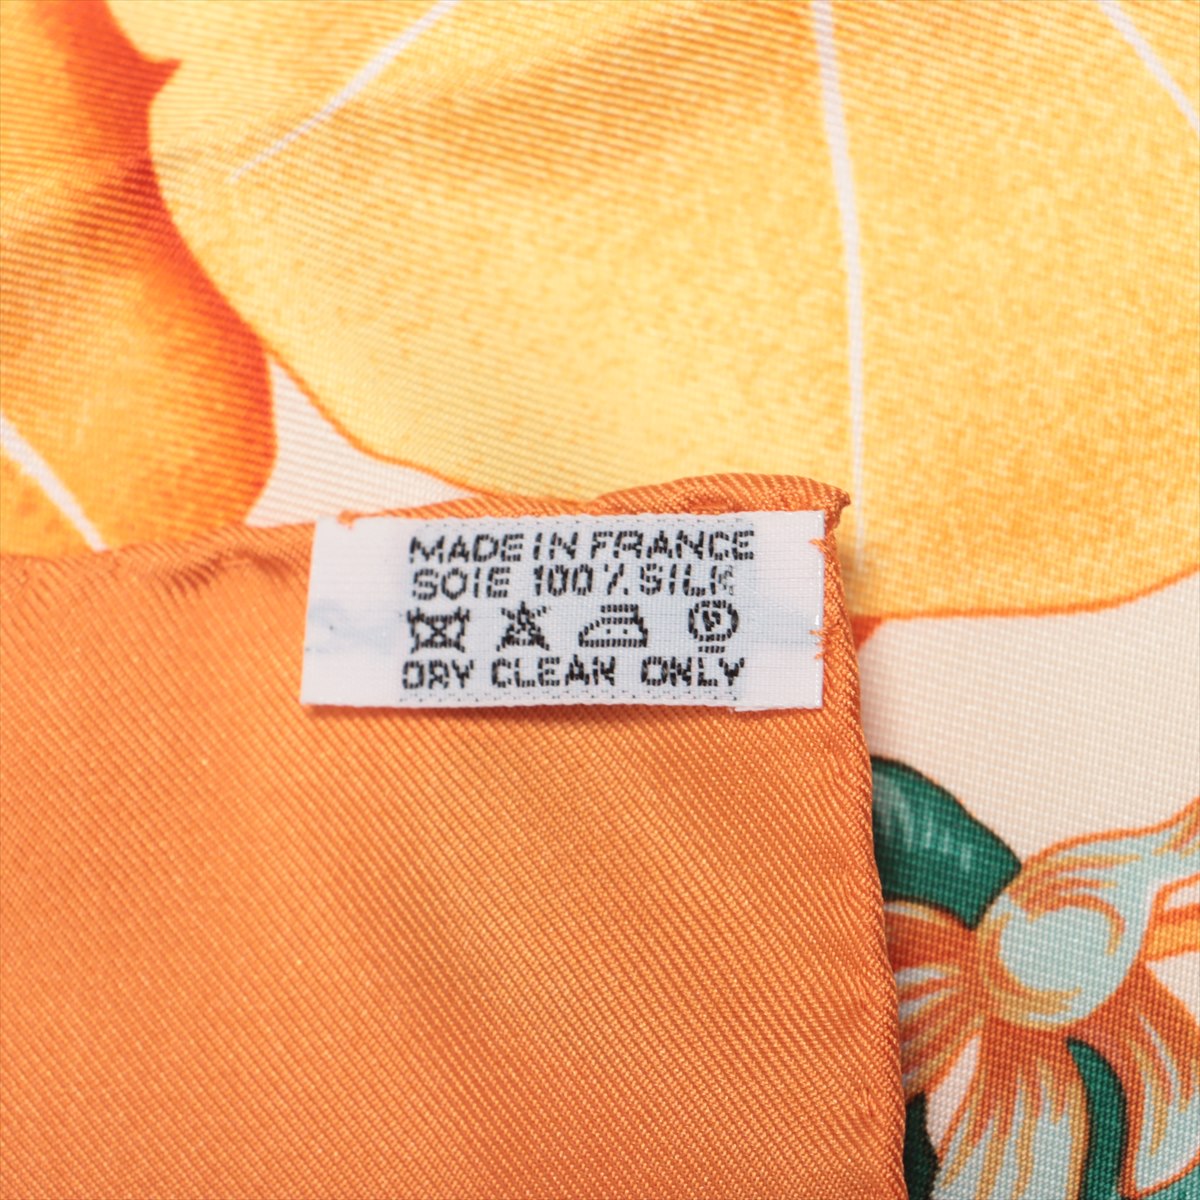 MADE IN FRANCE
SOIE 100% SILK
DRY CLEAN ONLY